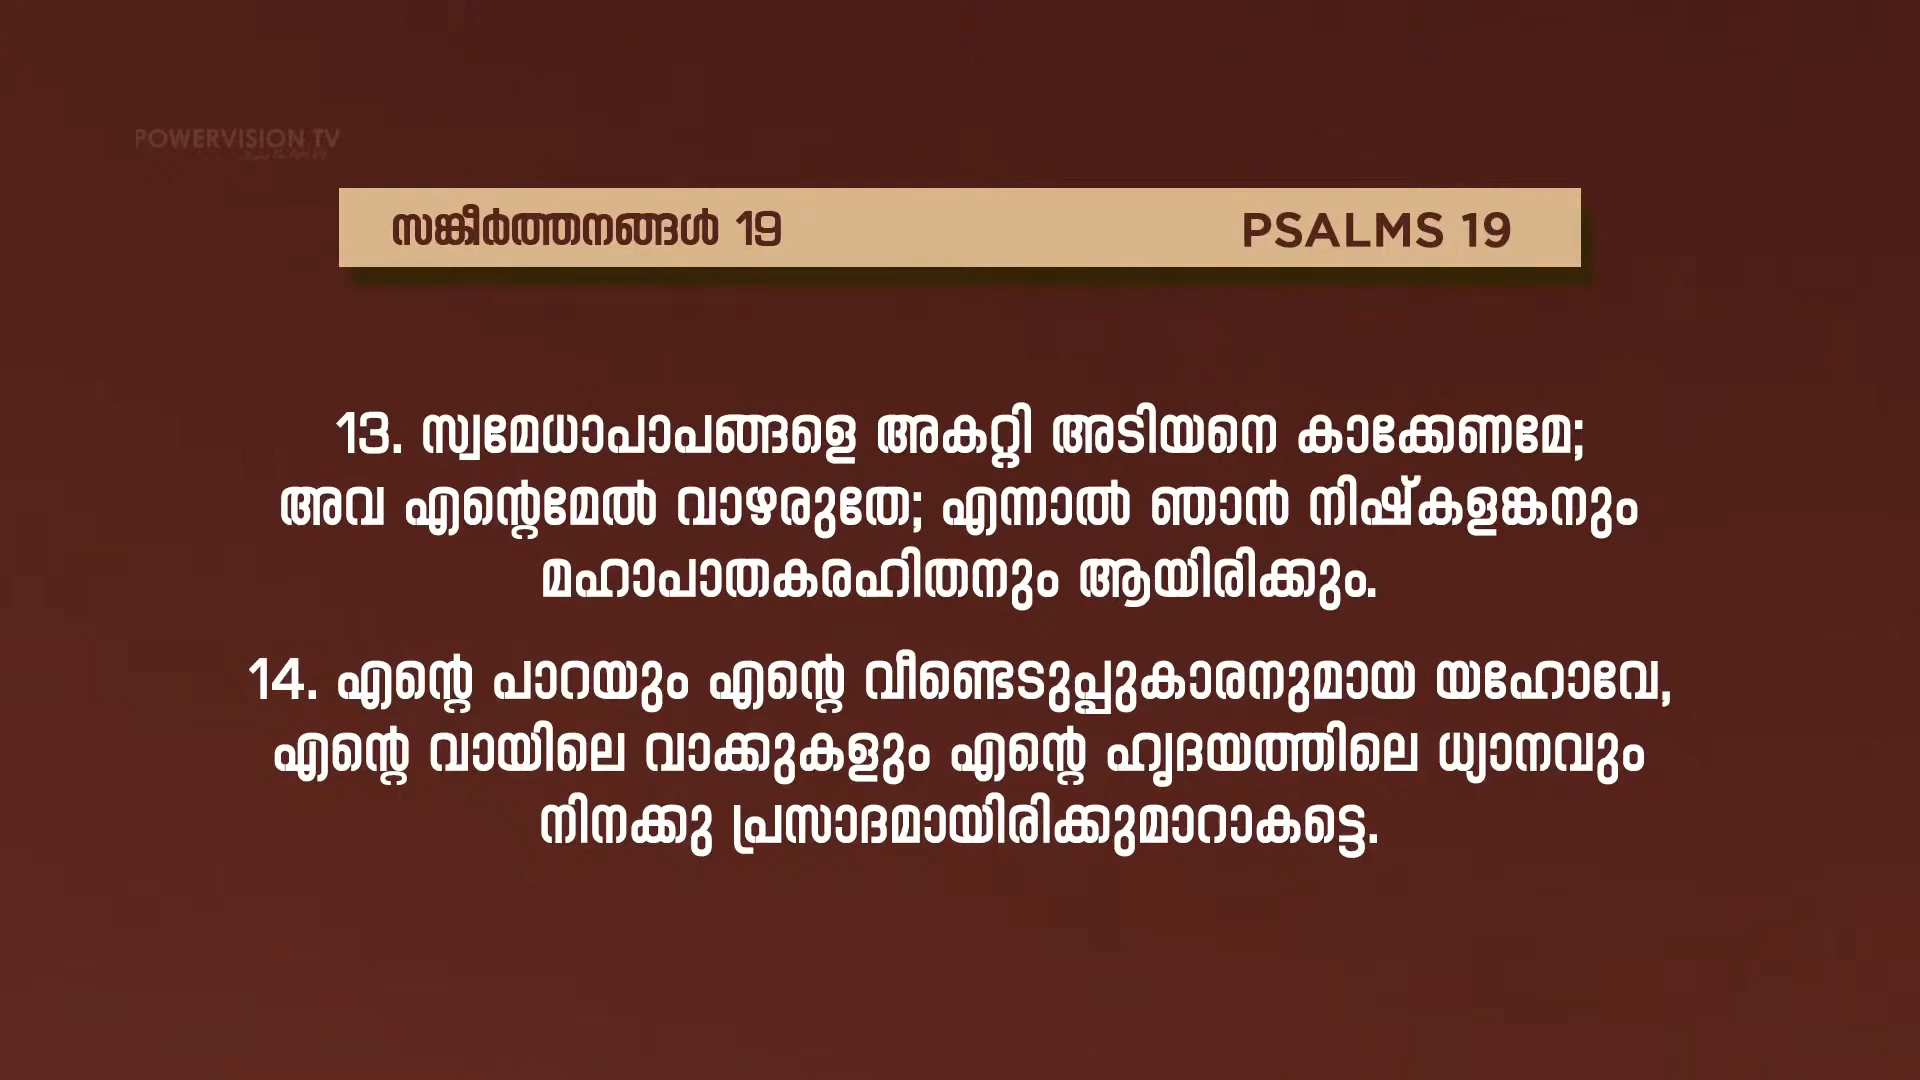 POWERVISION TV
സങ്കീർത്തനങ്ങൾ 19 PSALMS 19
13. സ്വമേധാപാപങ്ങളെ അകറ്റി അടിയനെ കാക്കേണമേ;
അവ എന്റെമേൽ വാഴരുതേ; എന്നാൽ ഞാൻ നിഷ്കളങ്കനും
മഹാപാതകരഹിതനും ആയിരിക്കും.
14. എന്റെ പാറയും എന്റെ വീണ്ടെടുപ്പുകാരനുമായ യഹോവേ,
എന്റെ വായിലെ വാക്കുകളും എന്റെ ഹൃദയത്തിലെ ധ്യാനവും
നിനക്കു പ്രസാദമായിരിക്കുമാറാകട്ടെ.